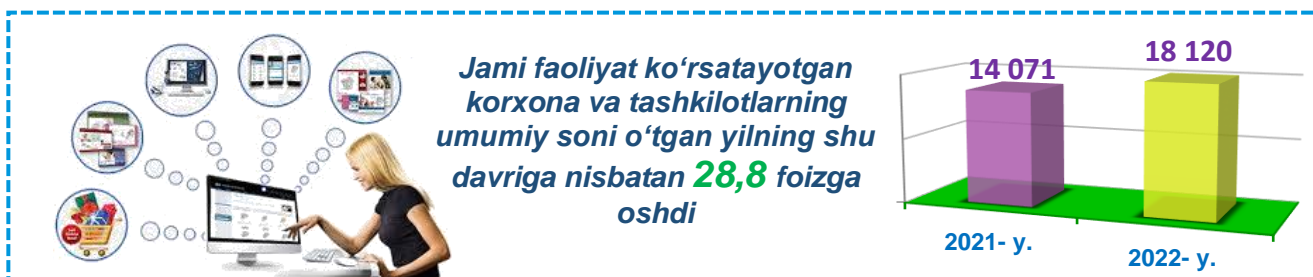 Jami faoliyat ko‘rsatayotgan
korxona va tashkilotlarning
umumiy soni o‘tgan yilning shu
davriga nisbatan 28,8 foizga
oshdi
14 071
18 120
2021- y.
2022- y.